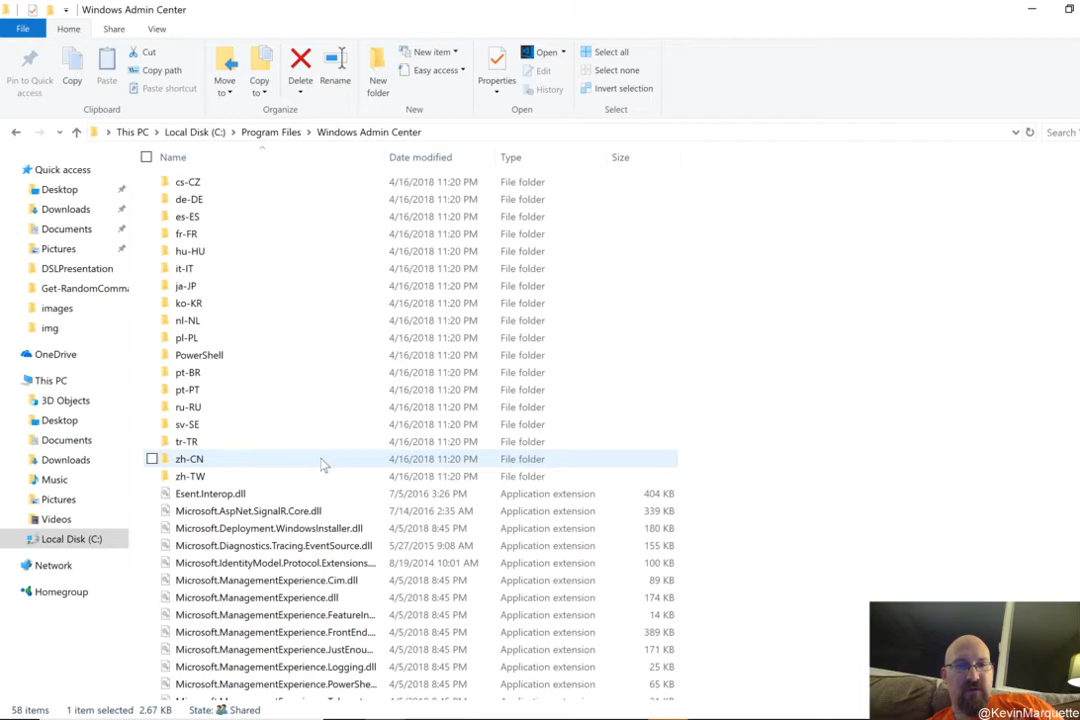 Windows Admin Center
File Home Share View
Pin to Quick access
Copy
Paste
Cut
Copy path
Paste shortcut
Clipboard
Move to
Copy to
Delete
Rename
Organize
New folder
New item
Easy access
New
Properties
Open
Edit
History
Open
Select all
Select none
Invert selection
Select
This PC Local Disk (C:) Program Files Windows Admin Center
Search
Name Date modified Type Size
Quick access
Desktop
Downloads
Documents
Pictures
DSLPresentation
Get-RandomComma
images
img
OneDrive
This PC
3D Objects
Desktop
Documents
Downloads
Music
Pictures
Videos
Local Disk (C:)
Network
Homegroup
cs-CZ 4/16/2018 11:20 PM File folder
de-DE 4/16/2018 11:20 PM File folder
es-ES 4/16/2018 11:20 PM File folder
fr-FR 4/16/2018 11:20 PM File folder
hu-HU 4/16/2018 11:20 PM File folder
it-IT 4/16/2018 11:20 PM File folder
ja-JP 4/16/2018 11:20 PM File folder
ko-KR 4/16/2018 11:20 PM File folder
nl-NL 4/16/2018 11:20 PM File folder
pl-PL 4/16/2018 11:20 PM File folder
PowerShell 4/16/2018 11:20 PM File folder
pt-BR 4/16/2018 11:20 PM File folder
pt-PT 4/16/2018 11:20 PM File folder
ru-RU 4/16/2018 11:20 PM File folder
sv-SE 4/16/2018 11:20 PM File folder
tr-TR 4/16/2018 11:20 PM File folder
zh-CN 4/16/2018 11:20 PM File folder
zh-TW 4/16/2018 11:20 PM File folder
Esent.Interop.dll 7/5/2016 3:26 PM Application extension 404 KB
Microsoft.AspNet.SignalR.Core.dll 7/14/2016 2:35 AM Application extension 339 KB
Microsoft.Deployment.WindowsInstaller.dll 4/5/2018 8:45 PM Application extension 180 KB
Microsoft.Diagnostics.Tracing.EventSource.dll 5/27/2015 9:08 AM Application extension 155 KB
Microsoft.IdentityModel.Protocol.Extensions... 8/19/2014 10:01 AM Application extension 100 KB
Microsoft.ManagementExperience.Cim.dll 4/5/2018 8:45 PM Application extension 89 KB
Microsoft.ManagementExperience.dll 4/5/2018 8:45 PM Application extension 174 KB
Microsoft.ManagementExperience.FeatureIn... 4/5/2018 8:45 PM Application extension 14 KB
Microsoft.ManagementExperience.FrontEnd... 4/5/2018 8:45 PM Application extension 389 KB
Microsoft.ManagementExperience.JustEnou... 4/5/2018 8:45 PM Application extension 171 KB
Microsoft.ManagementExperience.Logging.dll 4/5/2018 8:45 PM Application extension 25 KB
Microsoft.ManagementExperience.PowerShe... 4/5/2018 8:45 PM Application extension 65 KB
58 items 1 item selected 2.67 KB State: Shared
@KevinMarquette